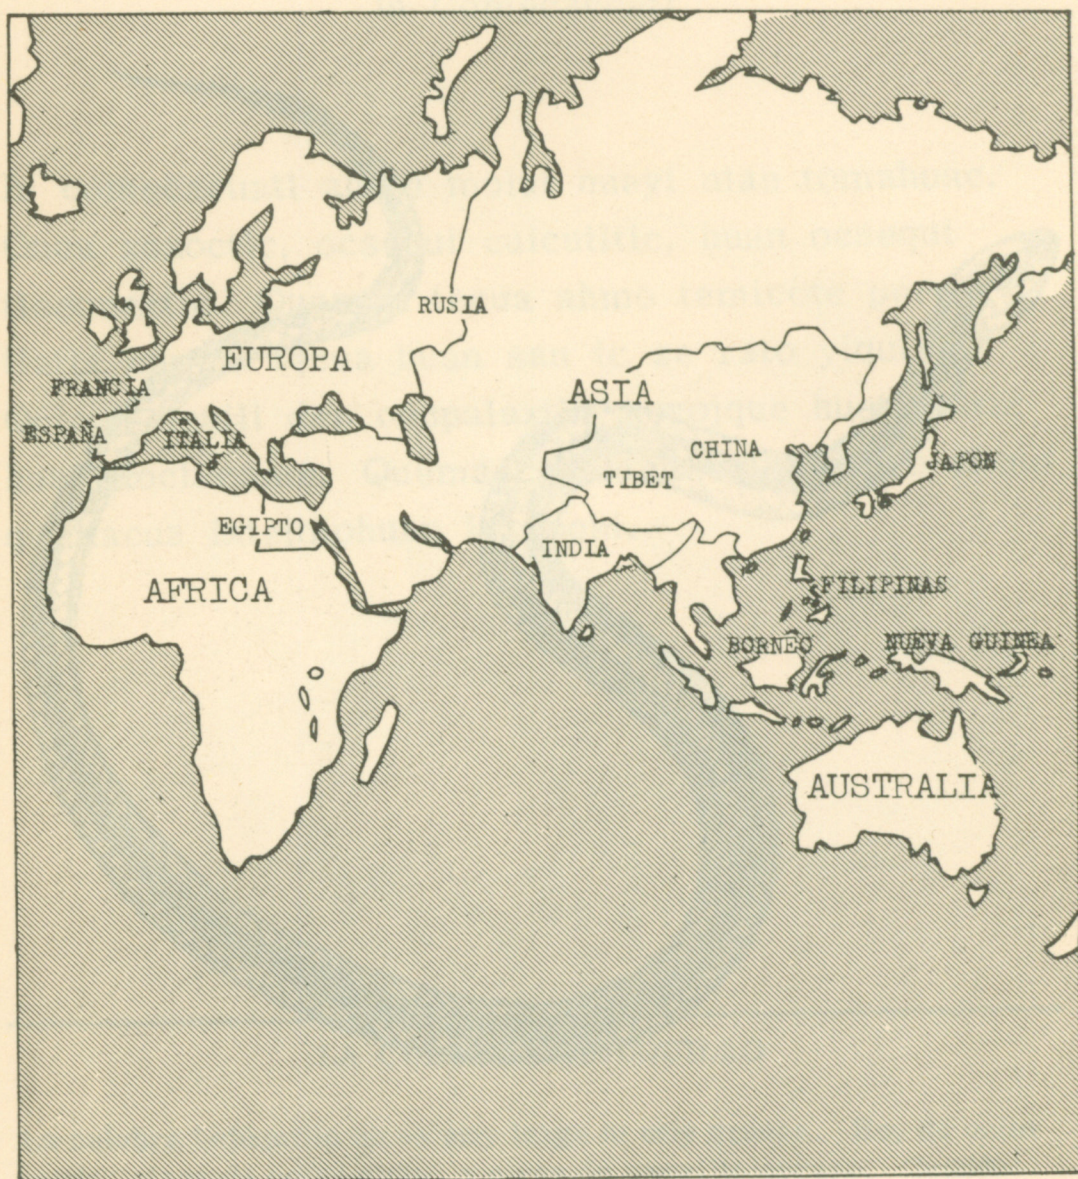 RUSIA
EUROPA
FRANCIA
ASIA
ESPAÑA
ITALIA
CHINA
JAPON
TIBET
EGIPTO
INDIA
AFRICA
FILIPINAS
BORNEO
NUEVA GUINEA
AUSTRALIA